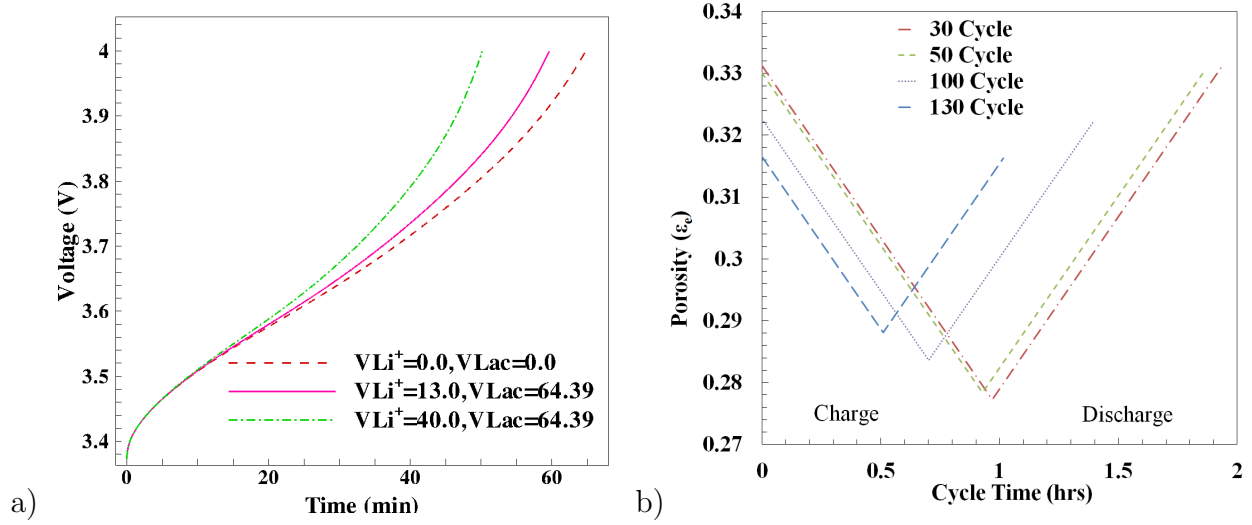 4
3.9
3.8
3.7
3.6
3.5
3.4
Voltage (V)
VLi⁺=0.0,VLac=0.0
VLi⁺=13.0,VLac=64.39
VLi⁺=40.0,VLac=64.39
0
20
40
60
Time (min)
a)
0.34
0.33
0.32
0.31
0.3
0.29
0.28
0.27
Porosity (εe)
30 Cycle
50 Cycle
100 Cycle
130 Cycle
Charge
Discharge
0
0.5
1
1.5
2
Cycle Time (hrs)
b)